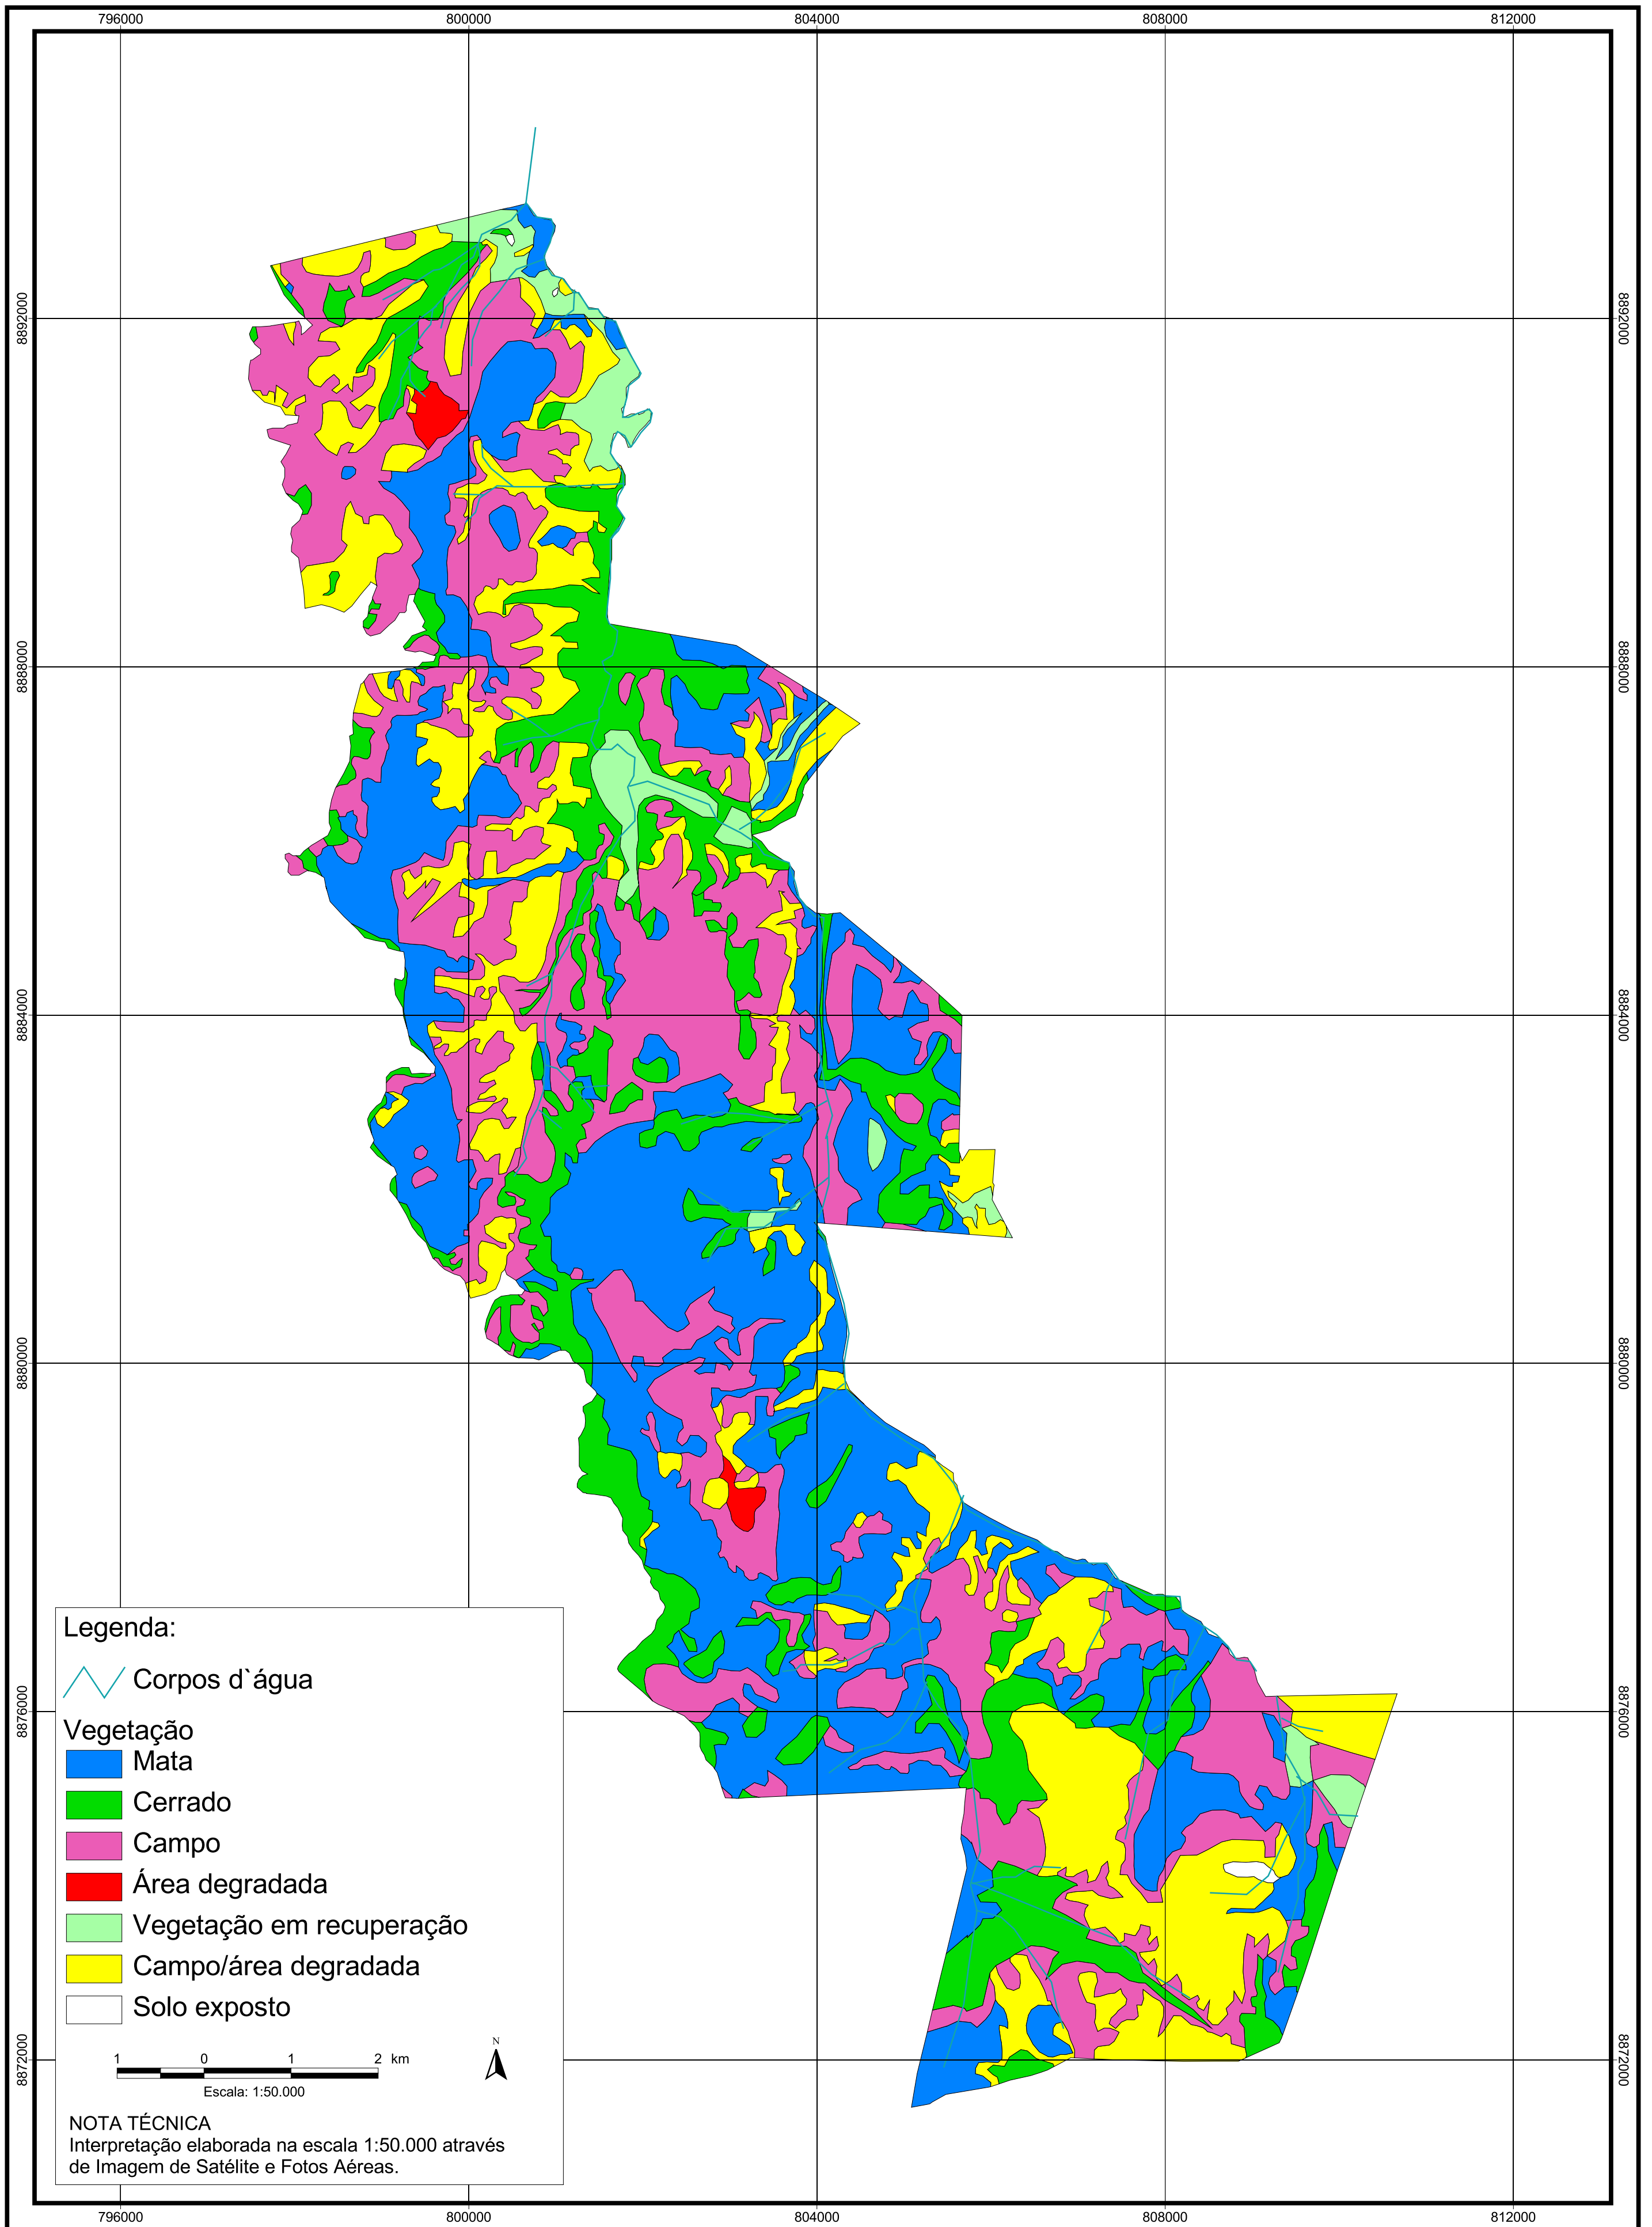 796000 800000 804000 808000 812000
8892000 8892000
8888000 8888000
8884000 8884000
8880000 8880000
8876000 8876000
8872000 8872000
Legenda:
Corpos d`água
Vegetação
Mata
Cerrado
Campo
Área degradada
Vegetação em recuperação
Campo/área degradada
Solo exposto
1 0 1 2 km
Escala: 1:50.000
N
NOTA TÉCNICA
Interpretação elaborada na escala 1:50.000 através
de Imagem de Satélite e Fotos Aéreas.
796000 800000 804000 808000 812000